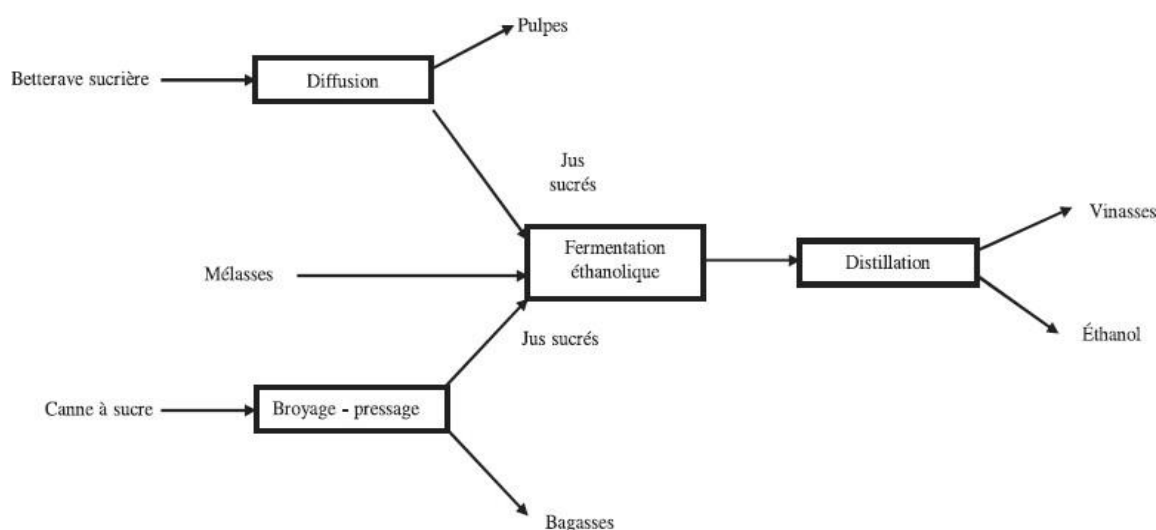 Pulpes
Betterave sucrière
Diffusion
Jus
sucrés
Vinasses
Fermentation
éthanolique
Distillation
Mélasses
Éthanol
Jus sucrés
Canne à sucre
Broyage - pressage
Bagasses